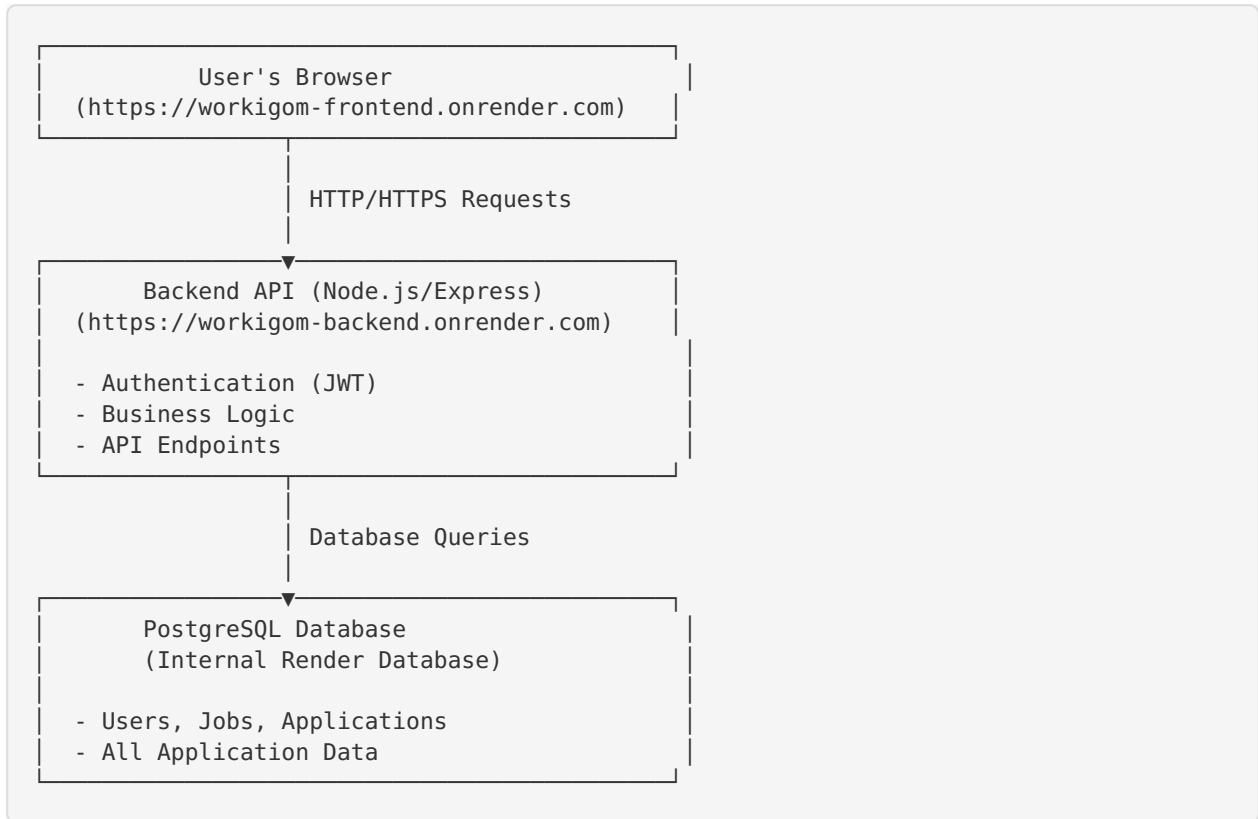 User's Browser
(https://workigom-frontend.onrender.com)
HTTP/HTTPS Requests
Backend API (Node.js/Express)
(https://workigom-backend.onrender.com)
- Authentication (JWT)
- Business Logic
- API Endpoints
Database Queries
PostgreSQL Database
(Internal Render Database)
- Users, Jobs, Applications
- All Application Data